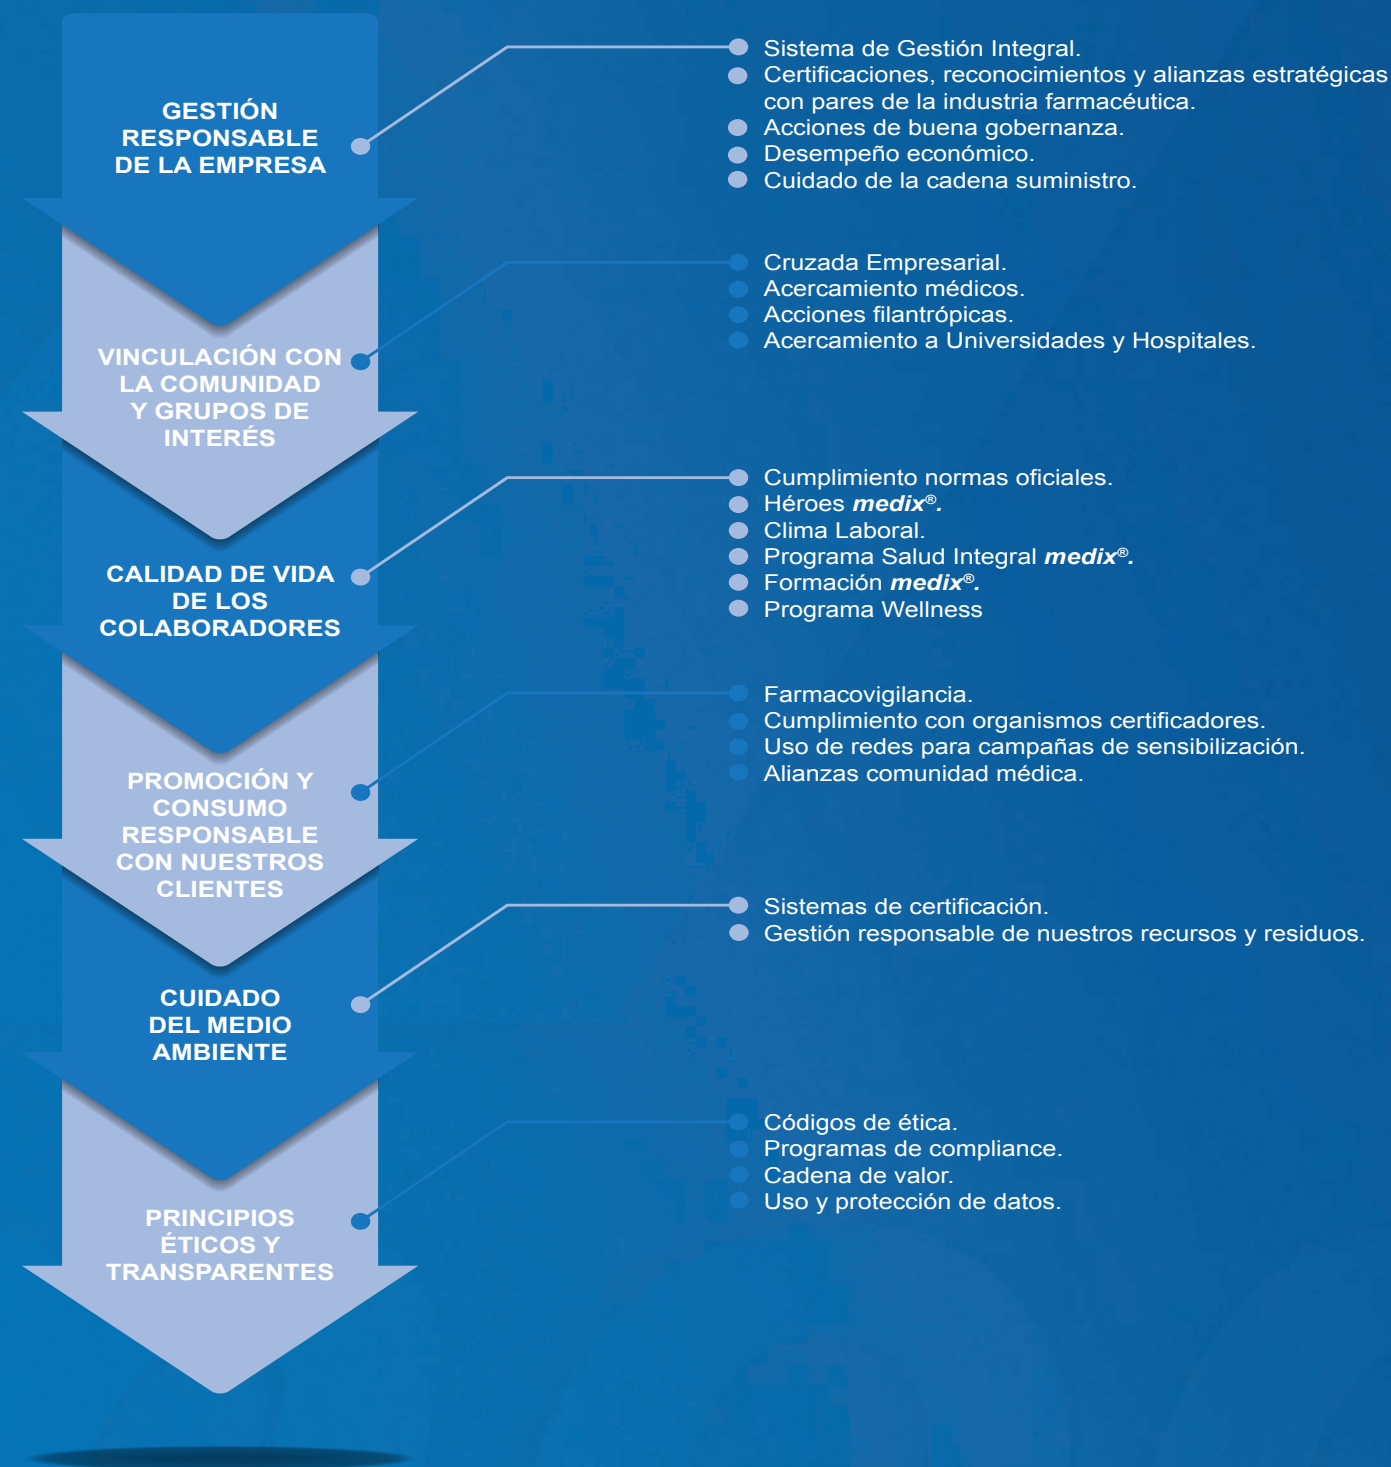 GESTIÓN
RESPONSABLE
DE LA EMPRESA
Sistema de Gestión Integral.
Certificaciones, reconocimientos y alianzas estratégicas
con pares de la industria farmacéutica.
Acciones de buena gobernanza.
Desempeño económico.
Cuidado de la cadena suministro.
VINCULACIÓN CON
LA COMUNIDAD
Y GRUPOS DE
INTERÉS
Cruzada Empresarial.
Acercamiento médicos.
Acciones filantrópicas.
Acercamiento a Universidades y Hospitales.
CALIDAD DE VIDA
DE LOS
COLABORADORES
Cumplimiento normas oficiales.
Héroes medix®.
Clima Laboral.
Programa Salud Integral medix®.
Formación medix®.
Programa Wellness
PROMOCIÓN Y
CONSUMO
RESPONSABLE
CON NUESTROS
CLIENTES
Farmacovigilancia.
Cumplimiento con organismos certificadores.
Uso de redes para campañas de sensibilización.
Alianzas comunidad médica.
CUIDADO
DEL MEDIO
AMBIENTE
Sistemas de certificación.
Gestión responsable de nuestros recursos y residuos.
PRINCIPIOS
ÉTICOS Y
TRANSPARENTES
Códigos de ética.
Programas de compliance.
Cadena de valor.
Uso y protección de datos.